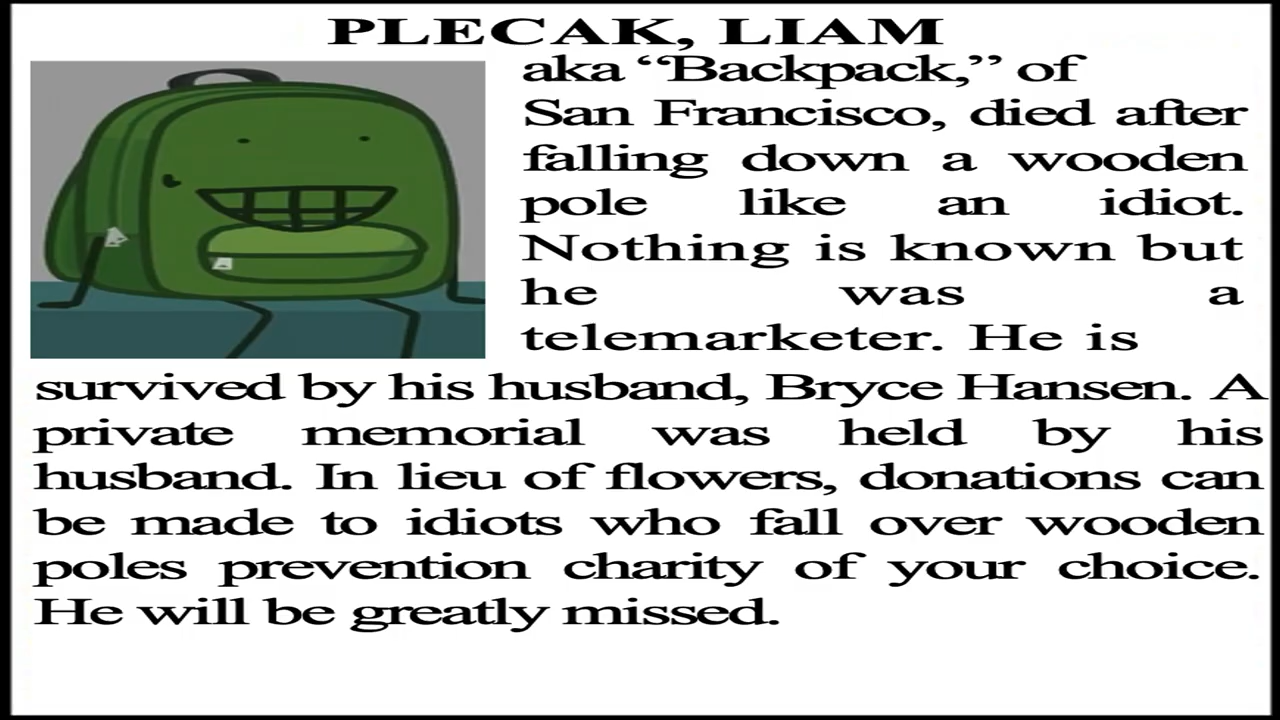 PLECAK, LIAM
aka “Backpack,” of
San Francisco, died after
falling down a wooden
pole like an idiot.
Nothing is known but
he was a
telemarketer. He is
survived by his husband, Bryce Hansen. A
private memorial was held by his
husband. In lieu of flowers, donations can
be made to idiots who fall over wooden
poles prevention charity of your choice.
He will be greatly missed.